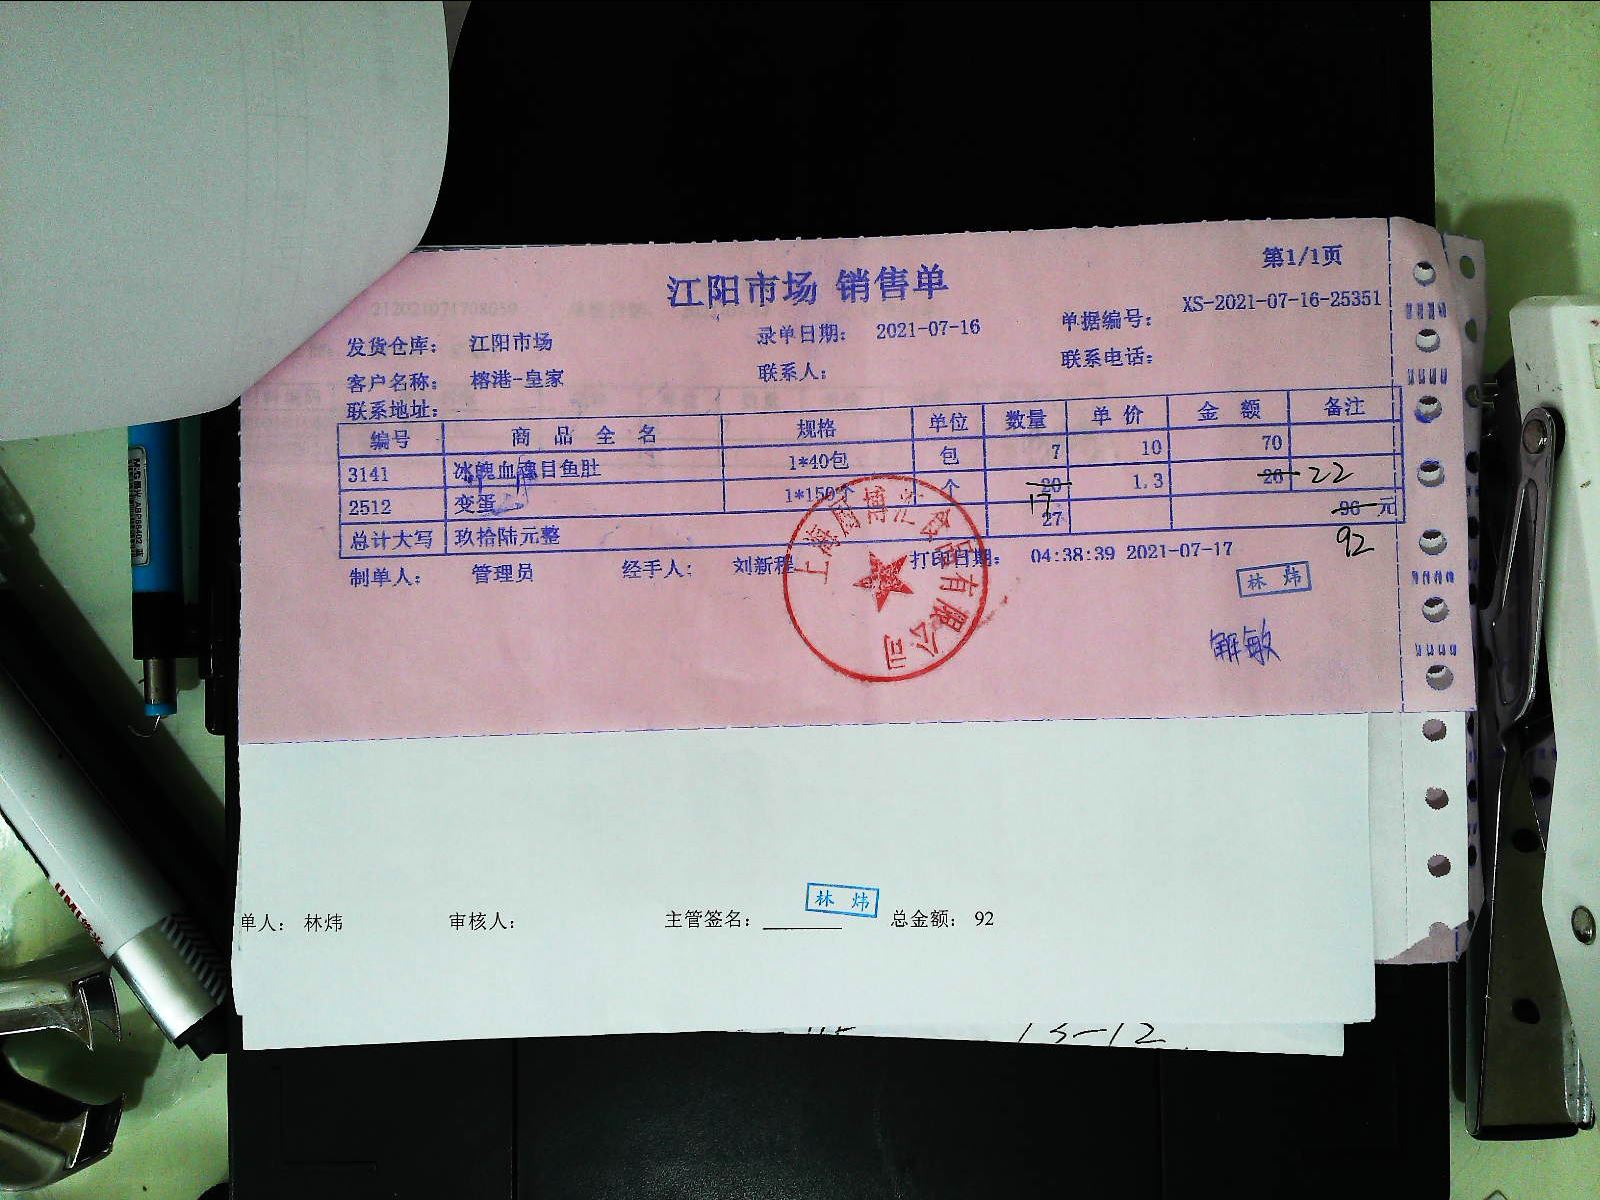 第1/1页
江阳市场 销售单
发货仓库： 江阳市场 录单日期： 2021-07-16 单据编号： XS-2021-07-16-25351
客户名称： 榕港-皇家 联系人： 联系电话：
联系地址：
编号 商品全名 规格 单位 数量 单价 金额 备注
3141 冰鲍血魂目鱼肚 1*40包 包 7 10 70
2512 变蛋 1*150个 个 20 17 1.3 26 22
总计大写 玖拾陆元整 27 96 元
92
制单人： 管理员 经手人： 刘新程 打印日期： 04:38:39 2021-07-17
林炜
解敏
单人： 林炜 审核人： 主管签名： 林炜 总金额： 92
13-12